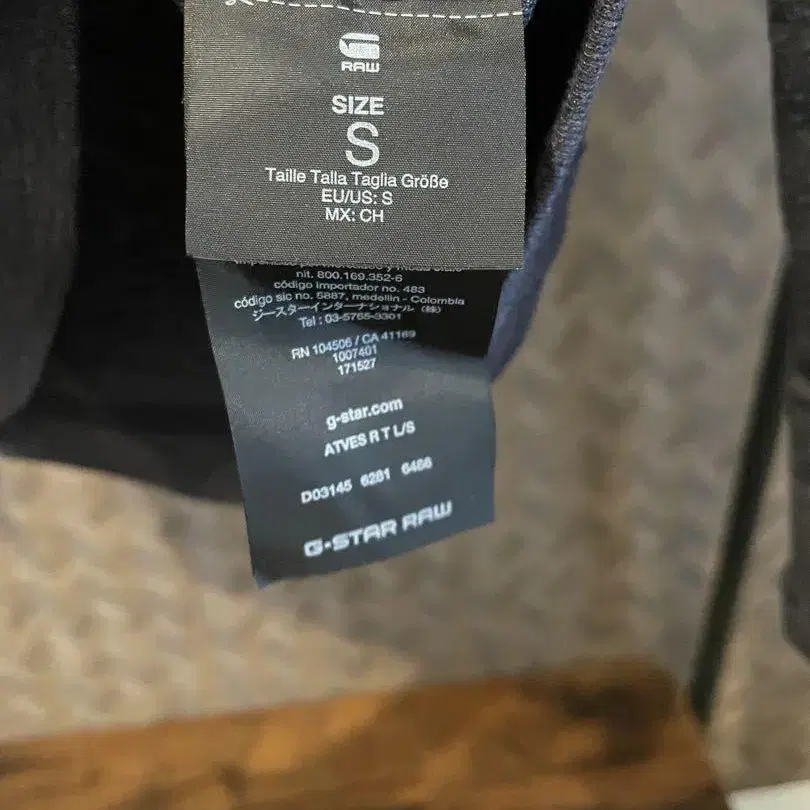 RAW
SIZE
S
Taille Talla Taglia Größe
EU/US: S
MX: CH
nit. 800.169.352-6
código importador no. 483
código sic no. 5887, medellin - Colombia
ジースターインターナショナル (株)
Tel : 03-5765-3301
RN 104506 / CA 41169
1007401
171527
g-star.com
ATVES R T L/S
D03145 6281 6486
G-STAR RAW